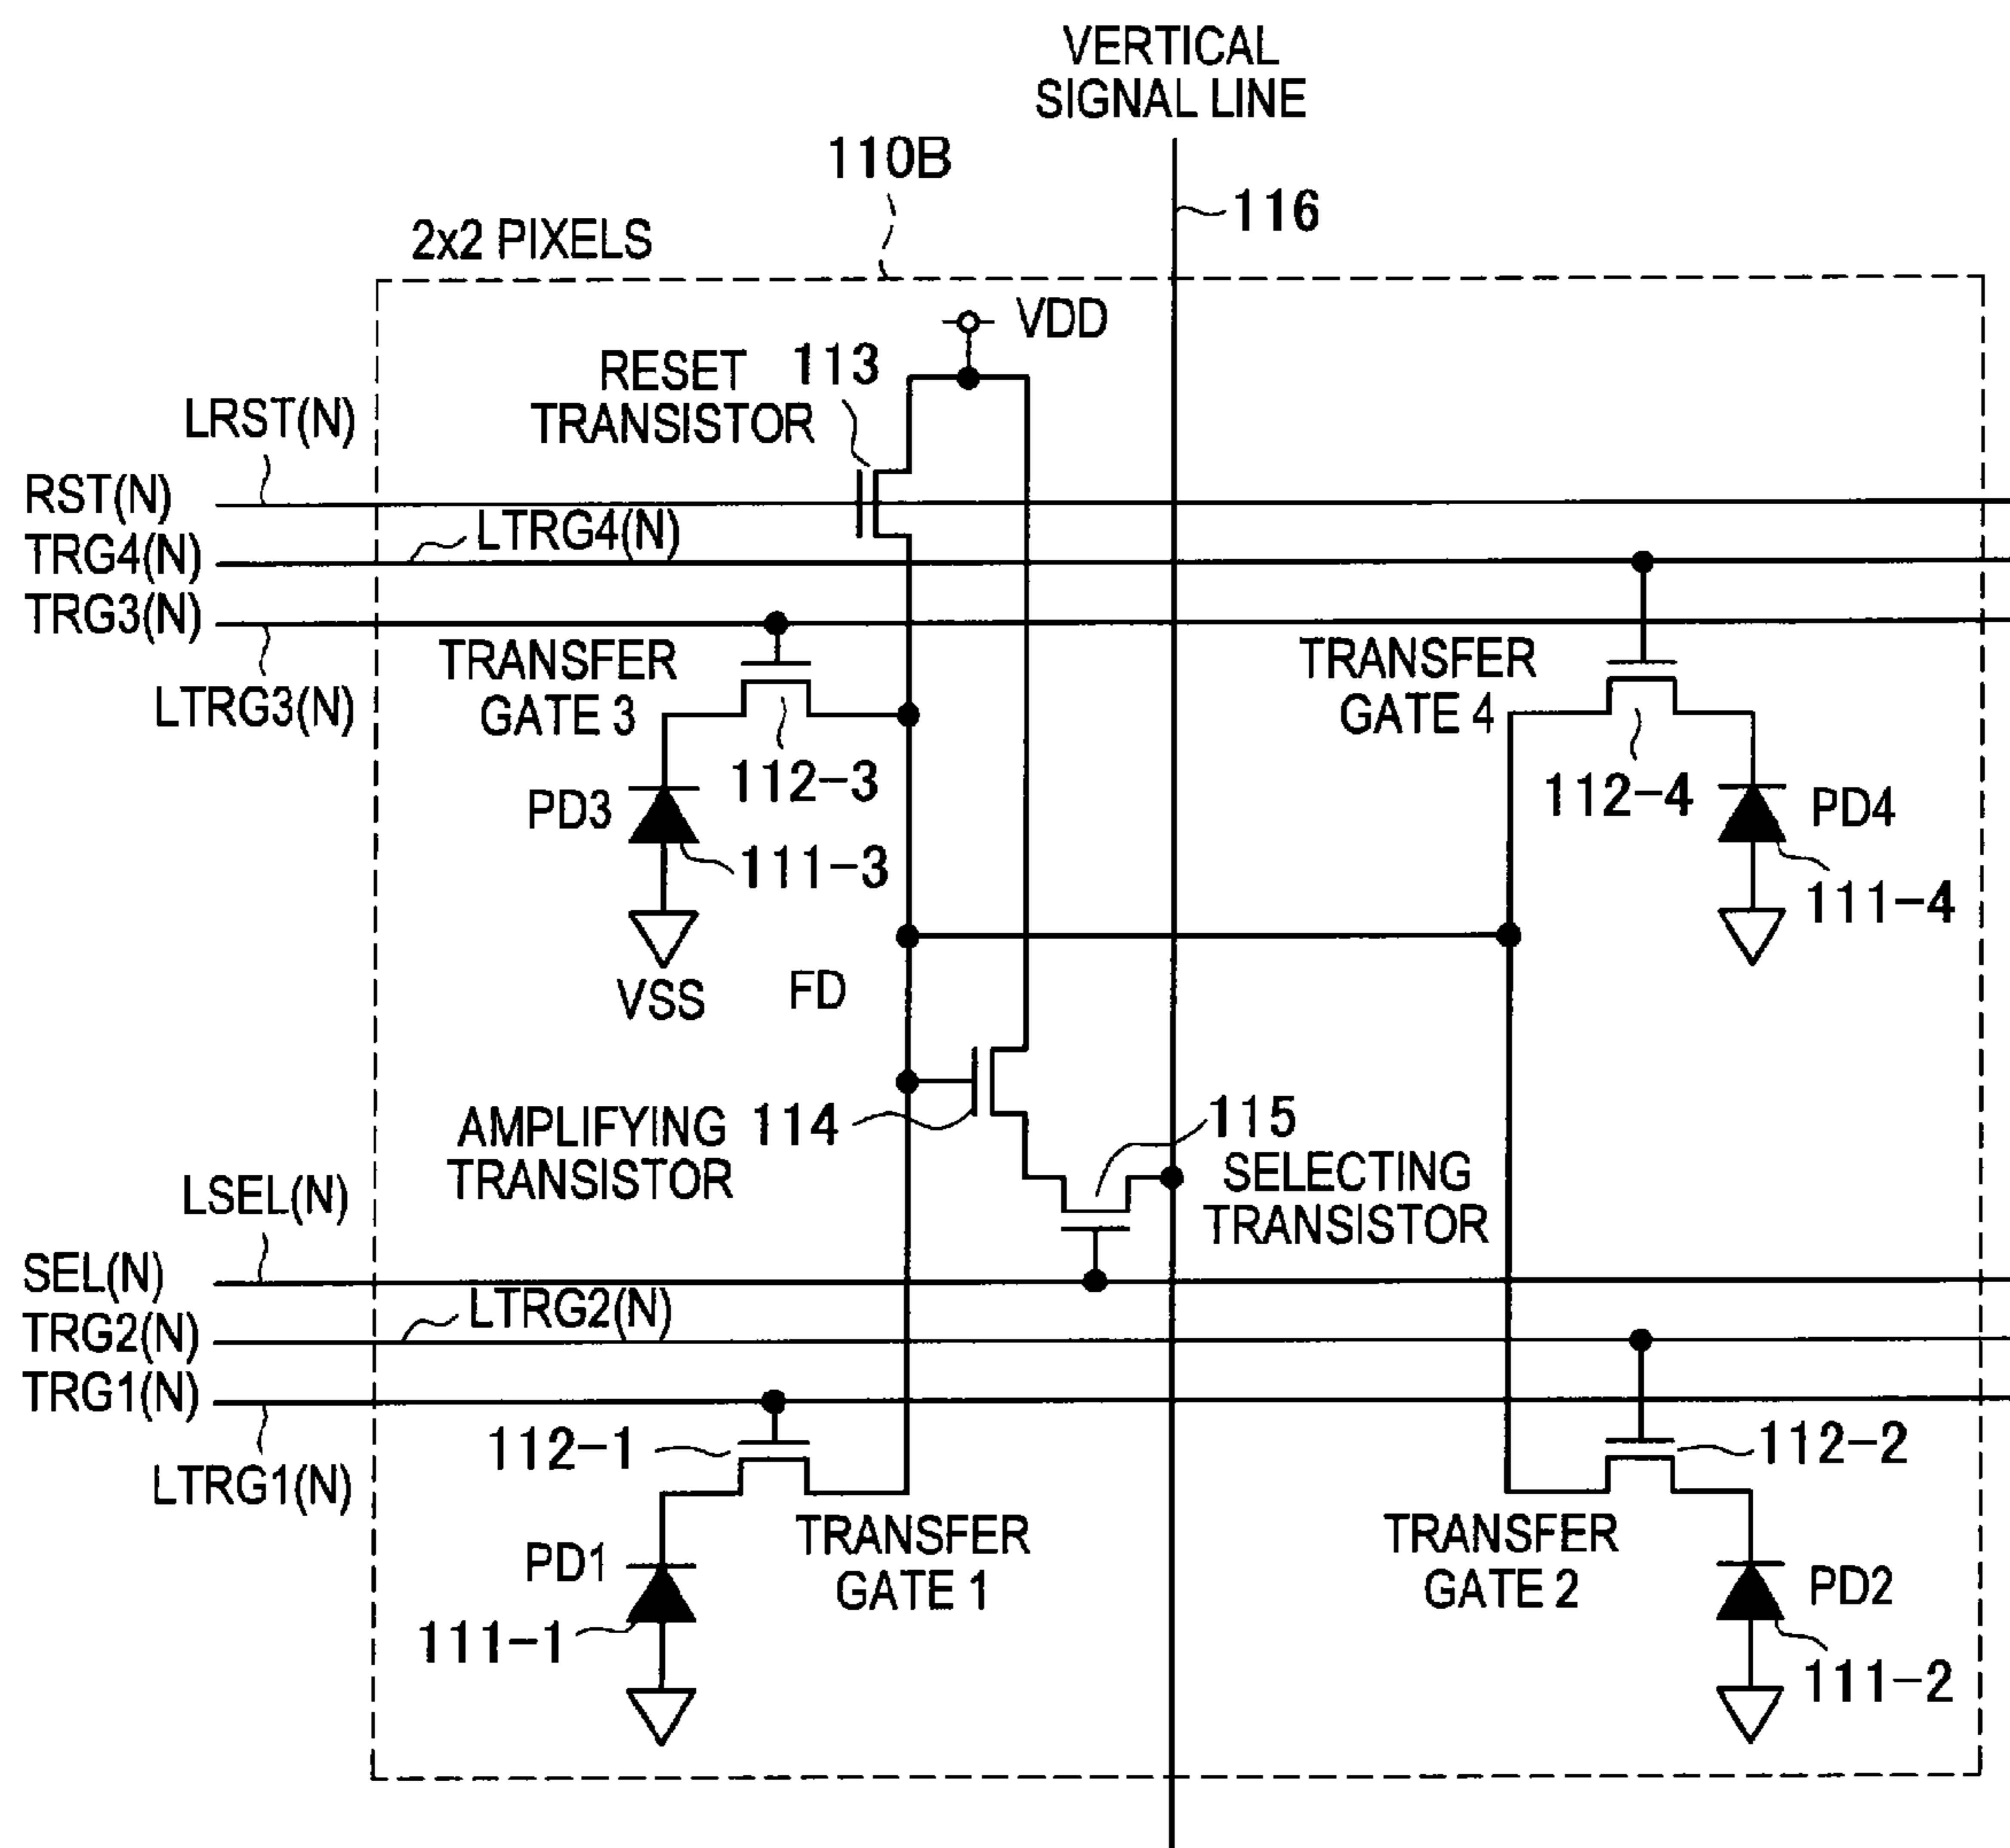 VERTICAL
SIGNAL LINE
110B
116
2x2 PIXELS
VDD
RESET
TRANSISTOR
113
LRST(N)
RST(N)
LTRG4(N)
TRG4(N)
TRG3(N)
LTRG3(N)
TRANSFER
GATE 3
TRANSFER
GATE 4
112-3
112-4
PD3
PD4
111-3
111-4
VSS
FD
AMPLIFYING
TRANSISTOR
114
115
SELECTING
TRANSISTOR
LSEL(N)
SEL(N)
LTRG2(N)
TRG2(N)
TRG1(N)
LTRG1(N)
112-1
112-2
TRANSFER
GATE 1
TRANSFER
GATE 2
PD1
PD2
111-1
111-2